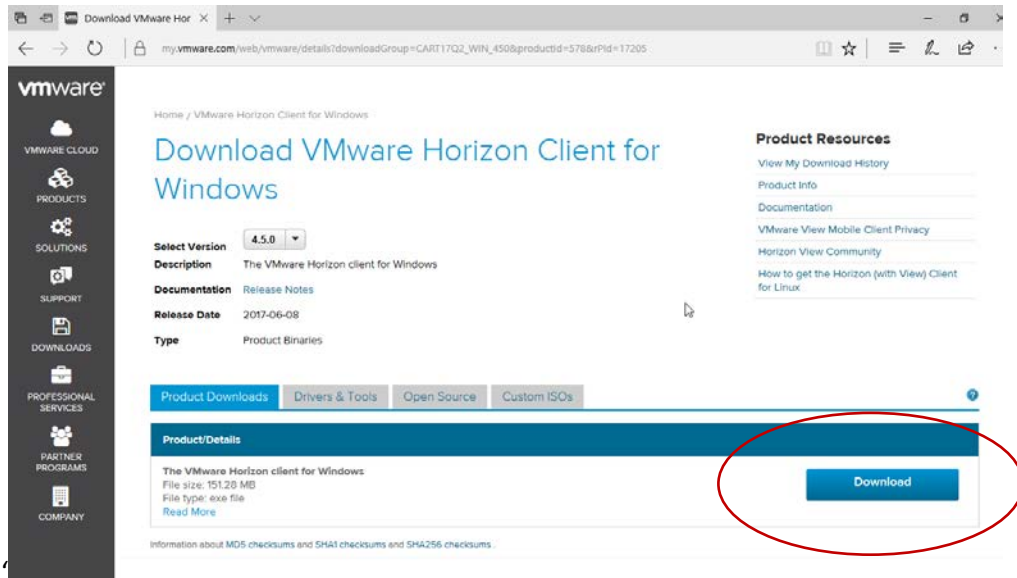 Download VMware Hor
my.vmware.com/web/vmware/details?downloadGroup=CART17Q2_WIN_450&productId=578&rPId=17205
vmware
VMWARE CLOUD
PRODUCTS
SOLUTIONS
SUPPORT
DOWNLOADS
PROFESSIONAL
SERVICES
PARTNER
PROGRAMS
COMPANY
Home / VMware Horizon Client for Windows
Download VMware Horizon Client for
Windows
Select Version 4.5.0
Description The VMware Horizon client for Windows
Documentation Release Notes
Release Date 2017-06-08
Type Product Binaries
Product Resources
View My Download History
Product Info
Documentation
VMware View Mobile Client Privacy
Horizon View Community
How to get the Horizon (with View) Client
for Linux
Product Downloads Drivers & Tools Open Source Custom ISOs
Product/Details
The VMware Horizon client for Windows
File size: 151.28 MB
File type: exe file
Read More
Download
Information about MD5 checksums and SHA1 checksums and SHA256 checksums .
‘